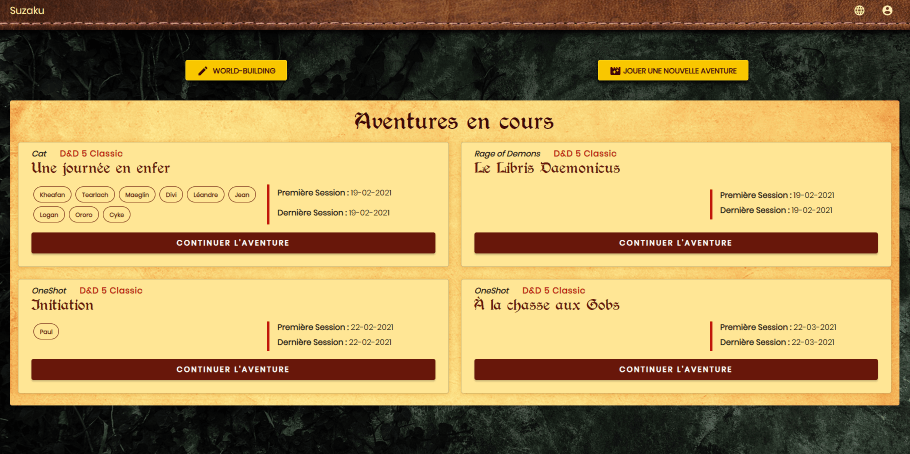 Suzaku
WORLD-BUILDING
JOUER UNE NOUVELLE AVENTURE
Aventures en cours
Cat D&D 5 Classic
Une journée en enfer
Kheafan Tearlach Maeglin Divi Léandre Jean
Logan Ororo Cyke
Première Session : 19-02-2021
Dernière Session : 19-02-2021
CONTINUER L'AVENTURE
Rage of Demons D&D 5 Classic
Le Libris Daemonicus
Première Session : 19-02-2021
Dernière Session : 19-02-2021
CONTINUER L'AVENTURE
OneShot D&D 5 Classic
Initiation
Paul
Première Session : 22-02-2021
Dernière Session : 22-02-2021
CONTINUER L'AVENTURE
OneShot D&D 5 Classic
À la chasse aux Gobs
Première Session : 22-03-2021
Dernière Session : 22-03-2021
CONTINUER L'AVENTURE